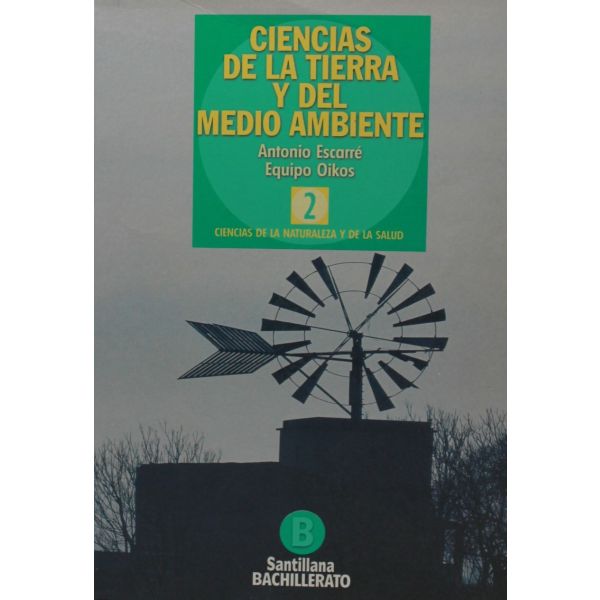 CIENCIAS
DE LA TIERRA
Y DEL
MEDIO AMBIENTE
Antonio Escarré
Equipo Oikos
2
CIENCIAS DE LA NATURALEZA Y DE LA SALUD
B
Santillana
BACHILLERATO